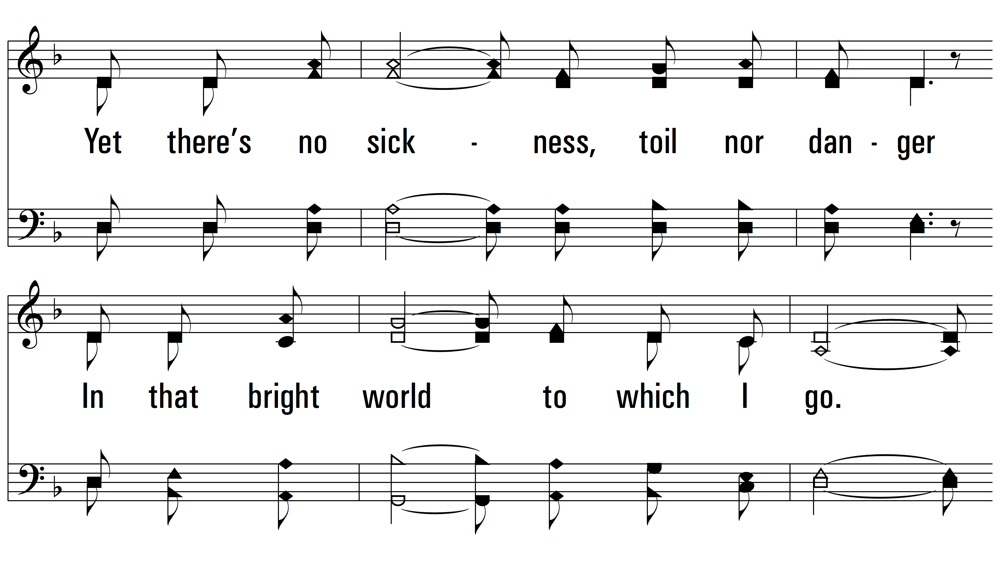 Yet there’s no sick - ness, toil nor dan - ger
In that bright world to which I go.